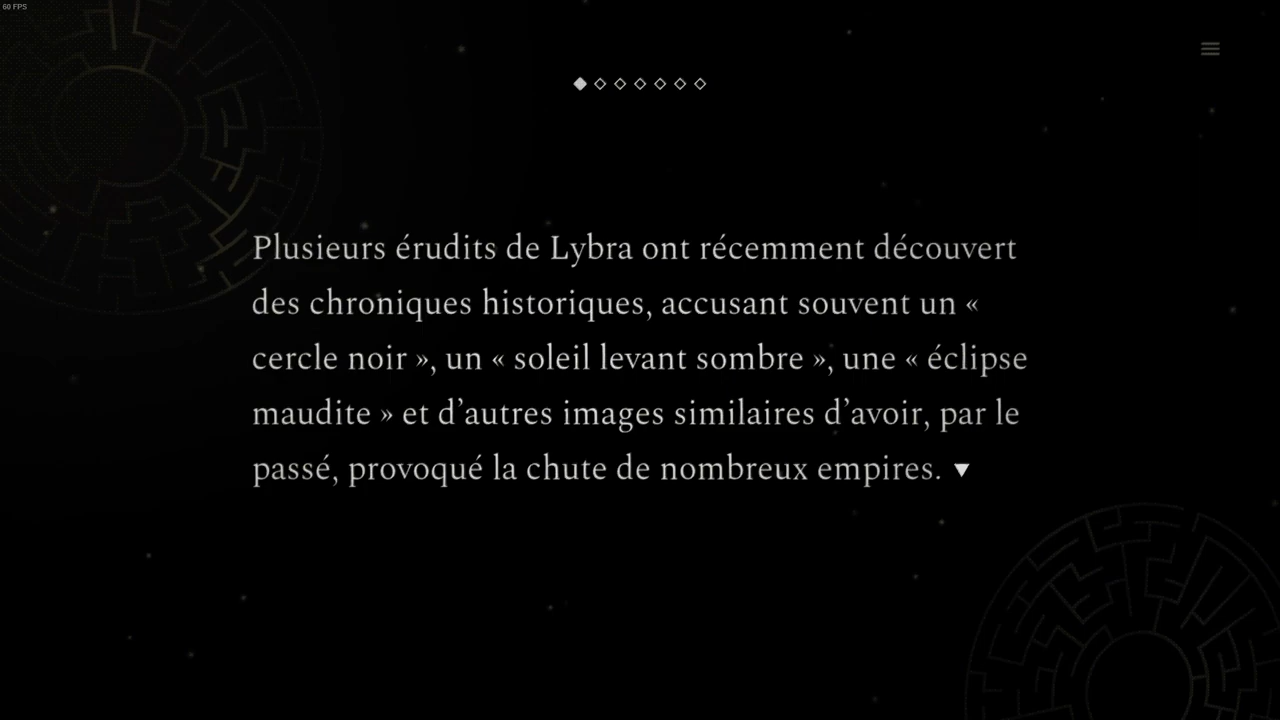 60 FPS
Plusieurs érudits de Lybra ont récemment découvert
des chroniques historiques, accusant souvent un «
cercle noir », un « soleil levant sombre », une « éclipse
maudite » et d’autres images similaires d’avoir, par le
passé, provoqué la chute de nombreux empires.